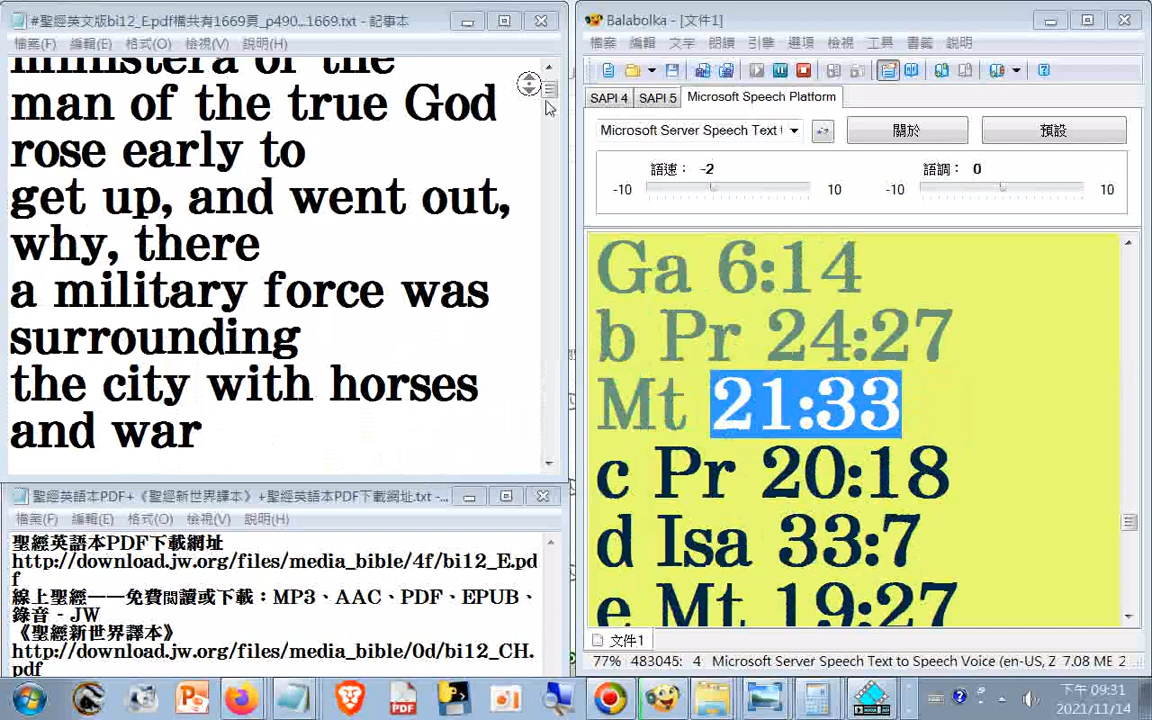 #聖經英文版bi12_E.pdf檔共有1669頁_p490...1669.txt - 記事本
檔案(F) 編輯(E) 格式(O) 檢視(V) 說明(H)
man of the true God
rose early to
get up, and went out,
why, there
a military force was
surrounding
the city with horses
and war
聖經英語本PDF+《聖經新世界譯本》+聖經英語本PDF下載網址.txt - ...
檔案(F) 編輯(E) 格式(O) 檢視(V) 說明(H)
聖經英語本PDF下載網址
http://download.jw.org/files/media_bible/4f/bi12_E.pd
f
線上聖經——免費閱讀或下載：MP3、AAC、PDF、EPUB、
錄音 - JW
《聖經新世界譯本》
http://download.jw.org/files/media_bible/0d/bi12_CH.
pdf
Balabolka - [文件1]
檔案 編輯 文字 朗讀 引擎 選項 檢視 工具 書籤 說明
SAPI 4 SAPI 5 Microsoft Speech Platform
Microsoft Server Speech Text 關於 預設
語速： -2 語調： 0
-10 10 -10 10
Ga 6:14
b Pr 24:27
Mt 21:33
c Pr 20:18
d Isa 33:7
e Mt 19:27
文件1
77% 483045: 4 Microsoft Server Speech Text to Speech Voice (en-US, Z 7.08 ME 2
PDF
下午 09:31
2021/11/14